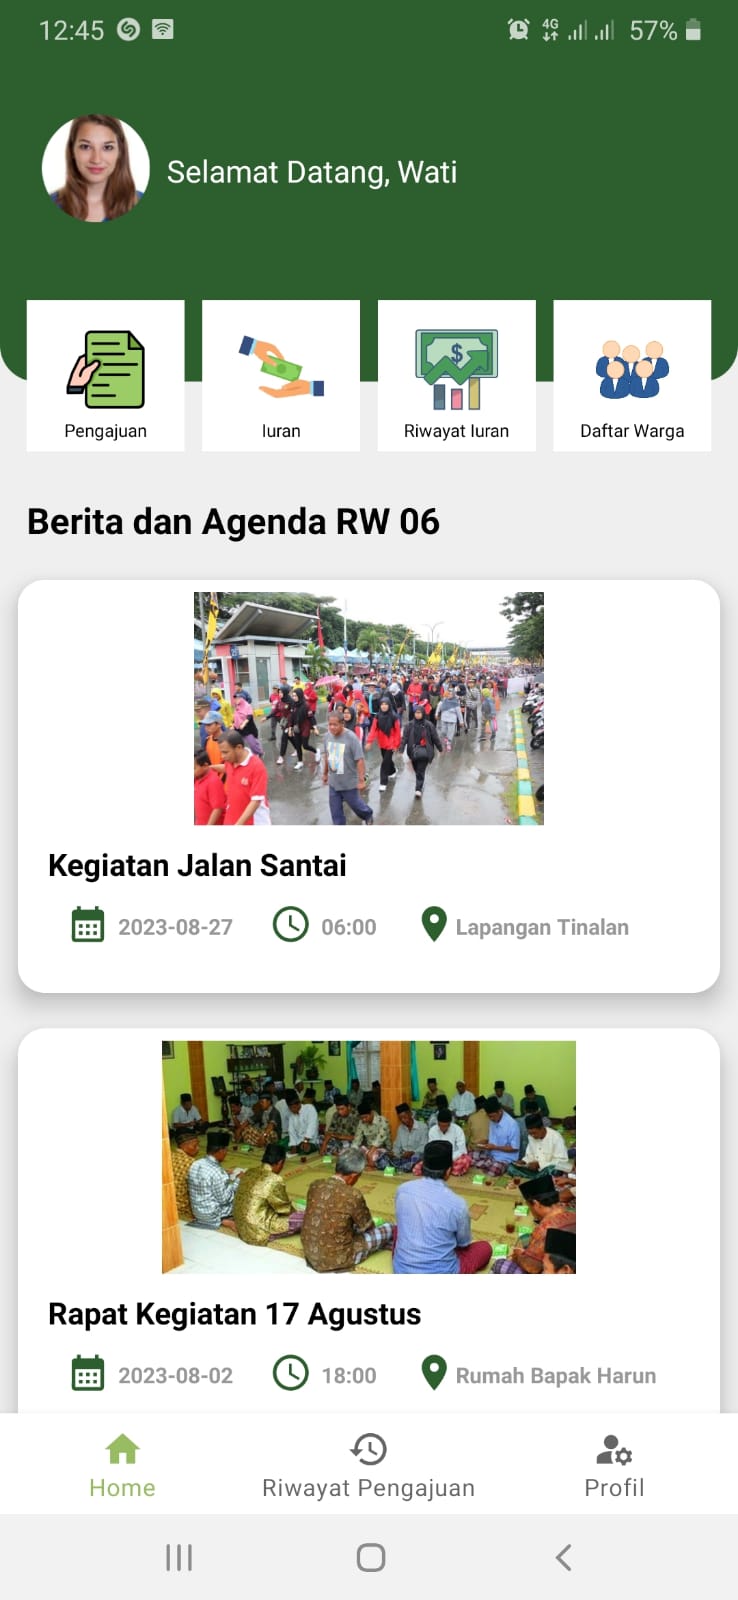 12:45
4G
57%
Selamat Datang, Wati
Pengajuan
Iuran
Riwayat Iuran
Daftar Warga
Berita dan Agenda RW 06
Kegiatan Jalan Santai
2023-08-27
06:00
Lapangan Tinalan
Rapat Kegiatan 17 Agustus
2023-08-02
18:00
Rumah Bapak Harun
Home
Riwayat Pengajuan
Profil